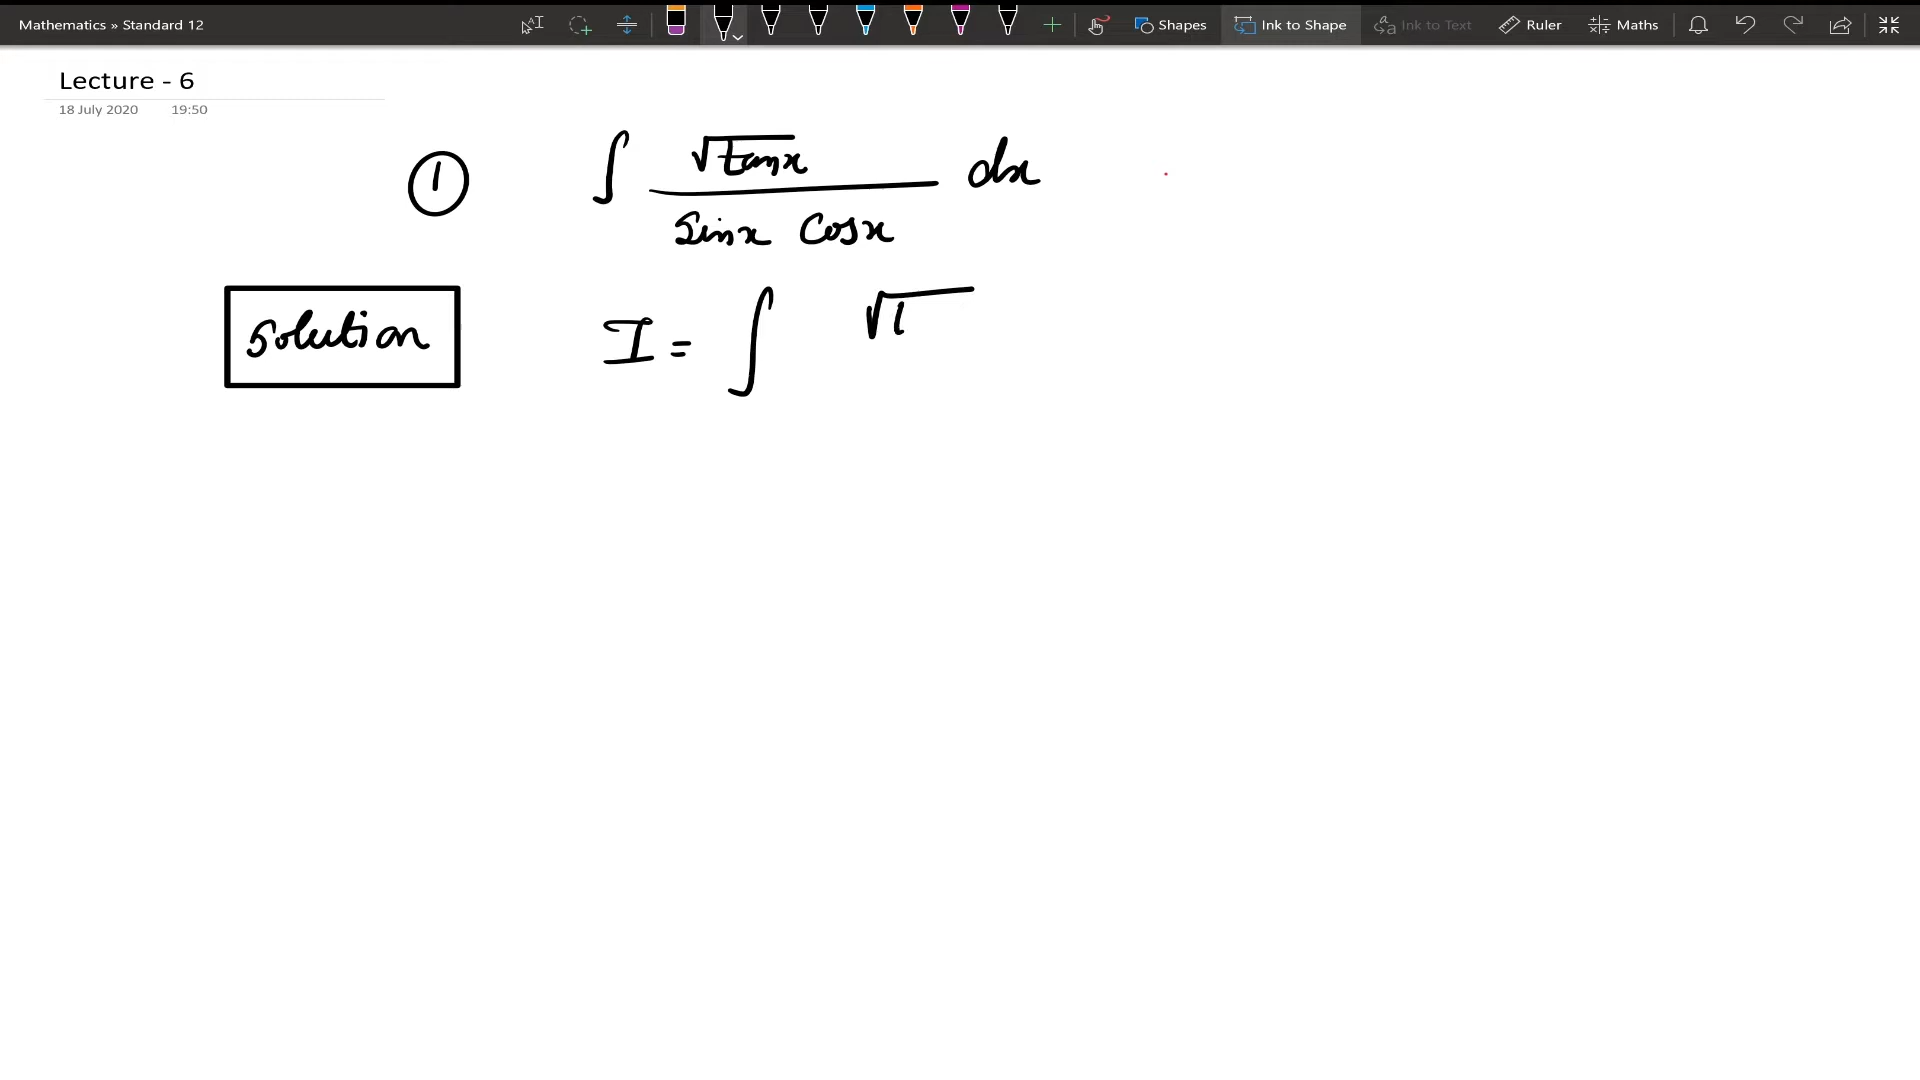 Mathematics » Standard 12
Shapes Ink to Shape Ink to Text Ruler Maths
Lecture - 6
18 July 2020 19:50
① ∫ √tanx / sinx Cosx dx
Solution I = ∫ √